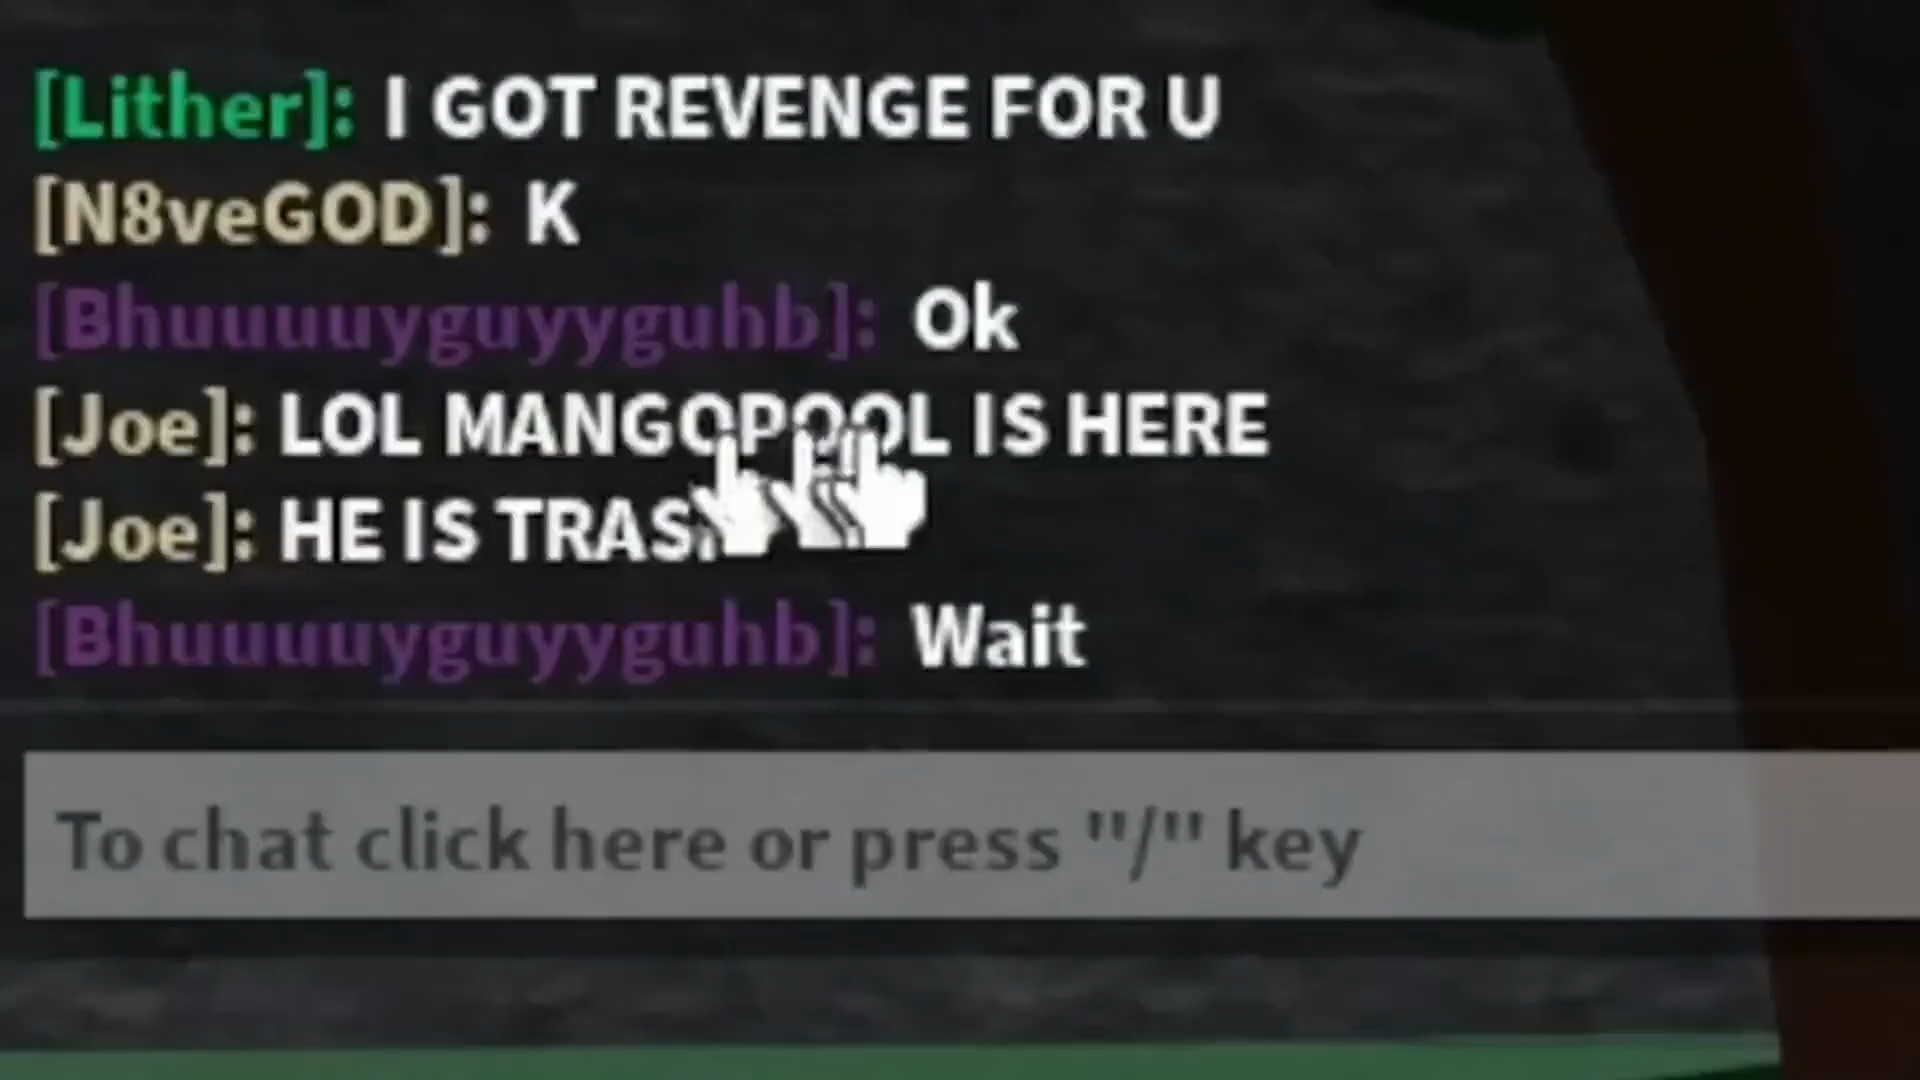 [Lither]: I GOT REVENGE FOR U
[N8veGOD]: K
[Bhuuuuyguyyguhb]: Ok
[Joe]: LOL MANGOPOOL IS HERE
[Joe]: HE IS
[Bhuuuuyguyyguhb]: Wait
To chat click here or press "/" key